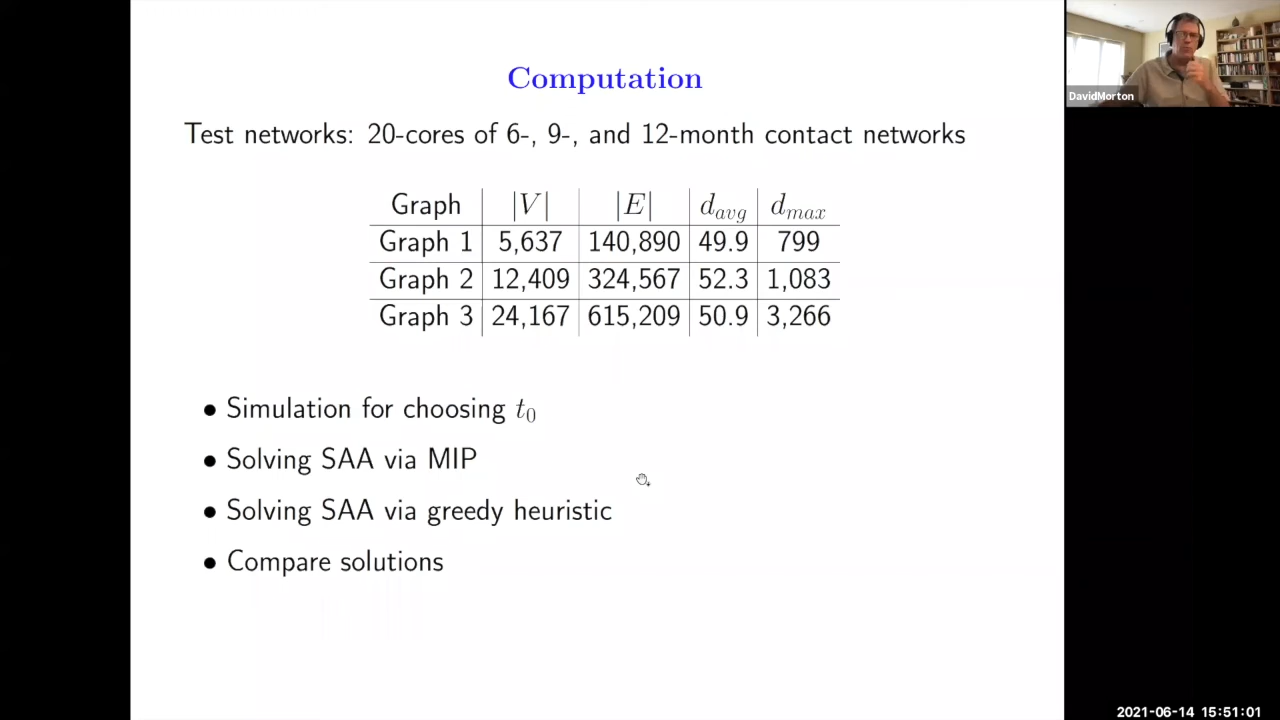 Computation
DavidMorton
Test networks: 20-cores of 6-, 9-, and 12-month contact networks
Graph |V| |E| d_avg d_max
Graph 1 5,637 140,890 49.9 799
Graph 2 12,409 324,567 52.3 1,083
Graph 3 24,167 615,209 50.9 3,266
• Simulation for choosing t_0
• Solving SAA via MIP
• Solving SAA via greedy heuristic
• Compare solutions
2021-06-14 15:51:01